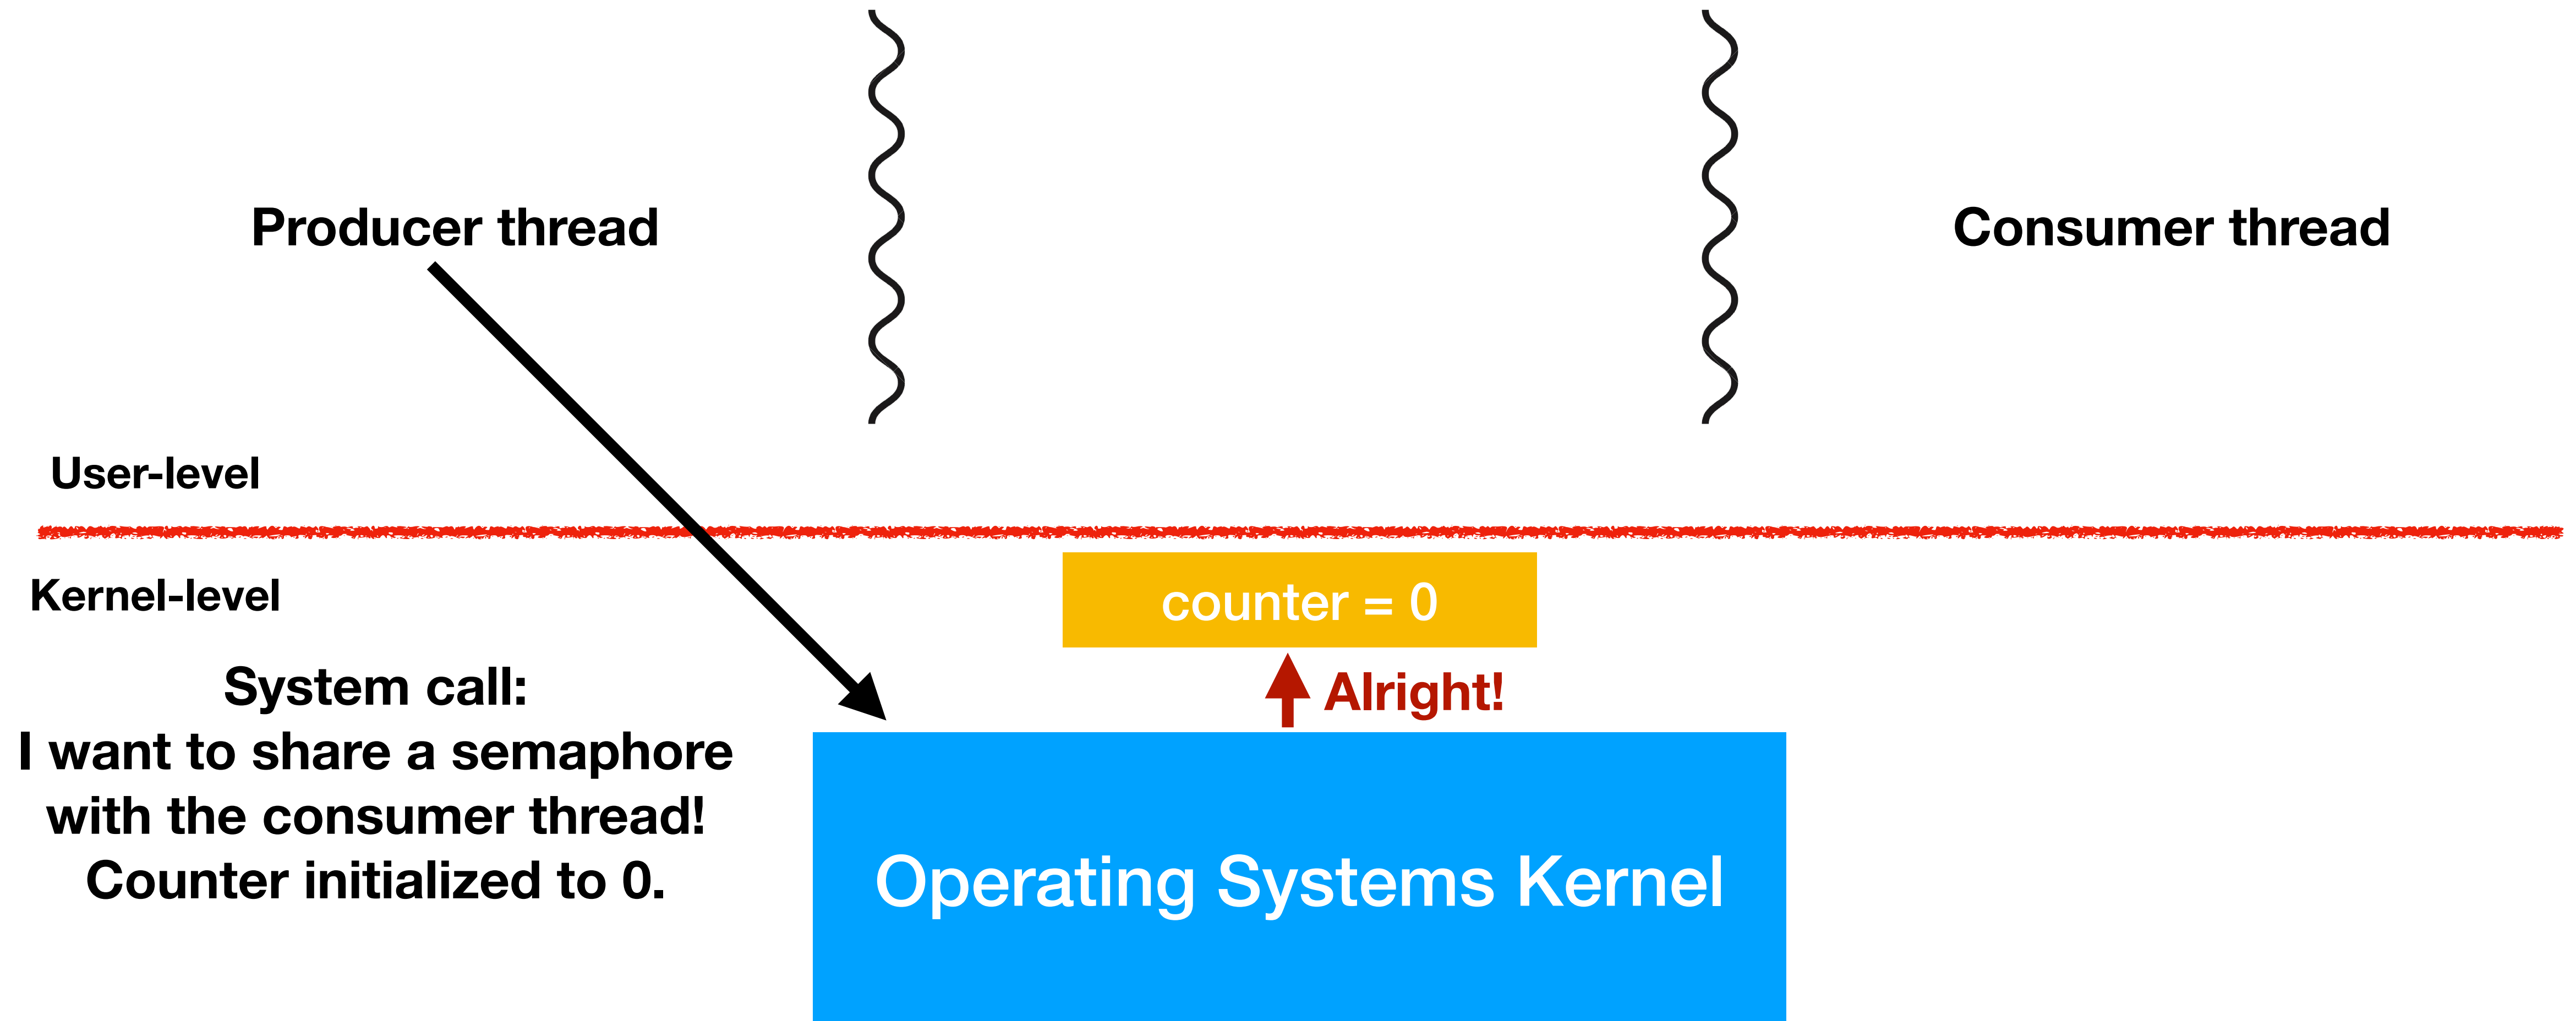 Producer thread
Consumer thread
User-level
Kernel-level
counter = 0
System call:
I want to share a semaphore
with the consumer thread!
Counter initialized to 0.
Alright!
Operating Systems Kernel